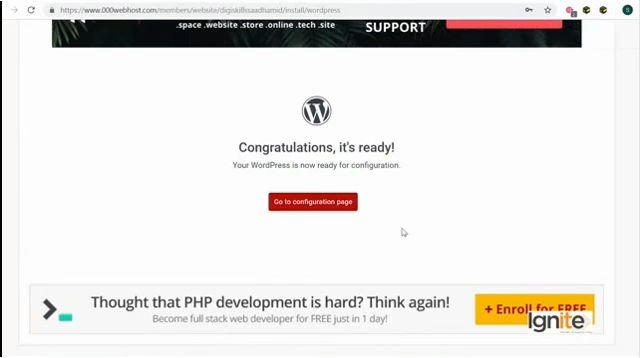 https://www.000webhost.com/members/website/digiskillssaadhamid/install/wordpress
.space .website .store .online .tech .site
SUPPORT
W
Congratulations, it's ready!
Your WordPress is now ready for configuration.
Go to configuration page
Thought that PHP development is hard? Think again!
Become full stack web developer for FREE just in 1 day!
+ Enroll for FREE
Ignite